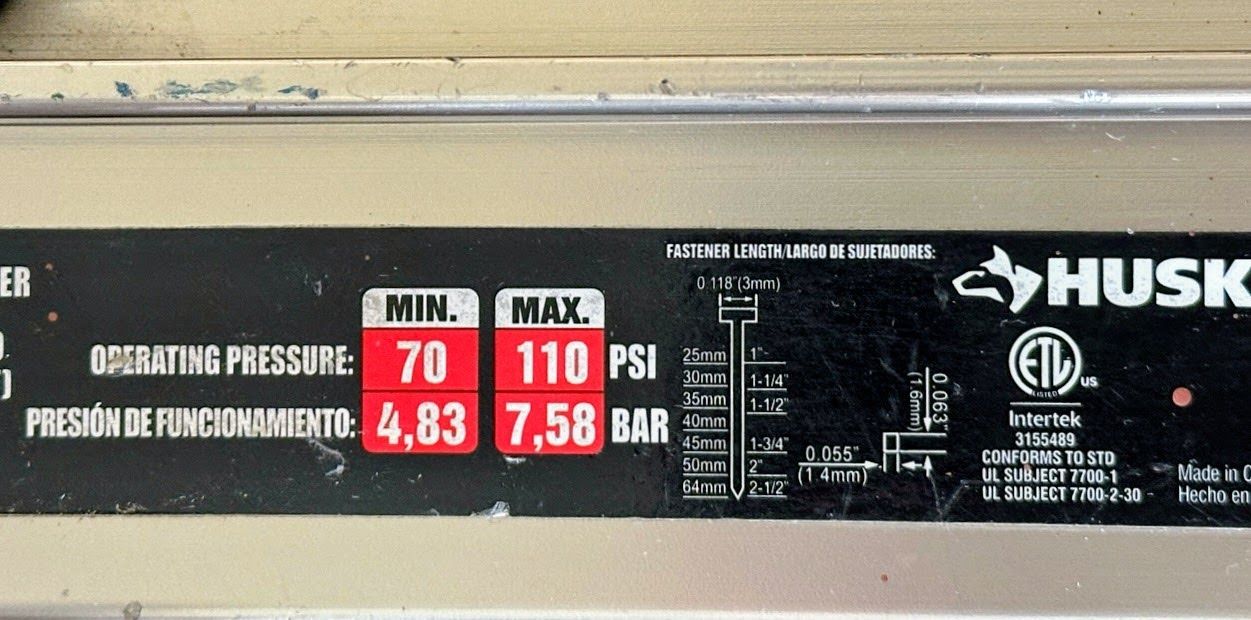 ER
MIN. MAX.
OPERATING PRESSURE: 70 110 PSI
PRESIÓN DE FUNCIONAMIENTO: 4,83 7,58 BAR
FASTENER LENGTH/LARGO DE SUJETADORES:
0.118"(3mm)
25mm 1"
30mm 1-1/4"
35mm 1-1/2"
40mm
45mm 1-3/4"
50mm 2"
64mm 2-1/2"
0.055"
(1.4mm)
0.063"
(1.6mm)
HUSK
ETL
LISTED
US
Intertek
3155489
CONFORMS TO STD
UL SUBJECT 7700-1
UL SUBJECT 7700-2-30
Made in
Hecho en